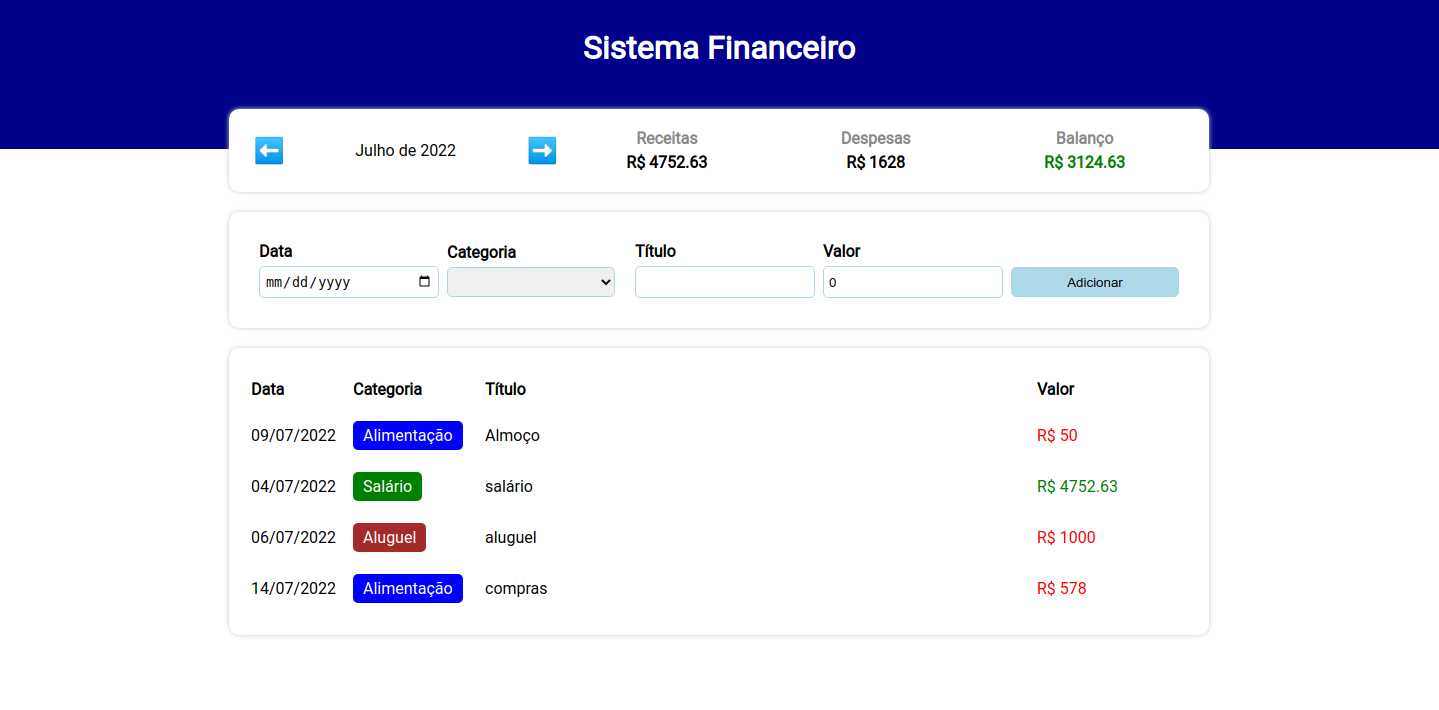 Sistema Financeiro
Julho de 2022
Receitas
R$ 4752.63
Despesas
R$ 1628
Balanço
R$ 3124.63
Data Categoria Título Valor
mm/dd/yyyy 0 Adicionar
Data Categoria Título Valor
09/07/2022 Alimentação Almoço R$ 50
04/07/2022 Salário salário R$ 4752.63
06/07/2022 Aluguel aluguel R$ 1000
14/07/2022 Alimentação compras R$ 578